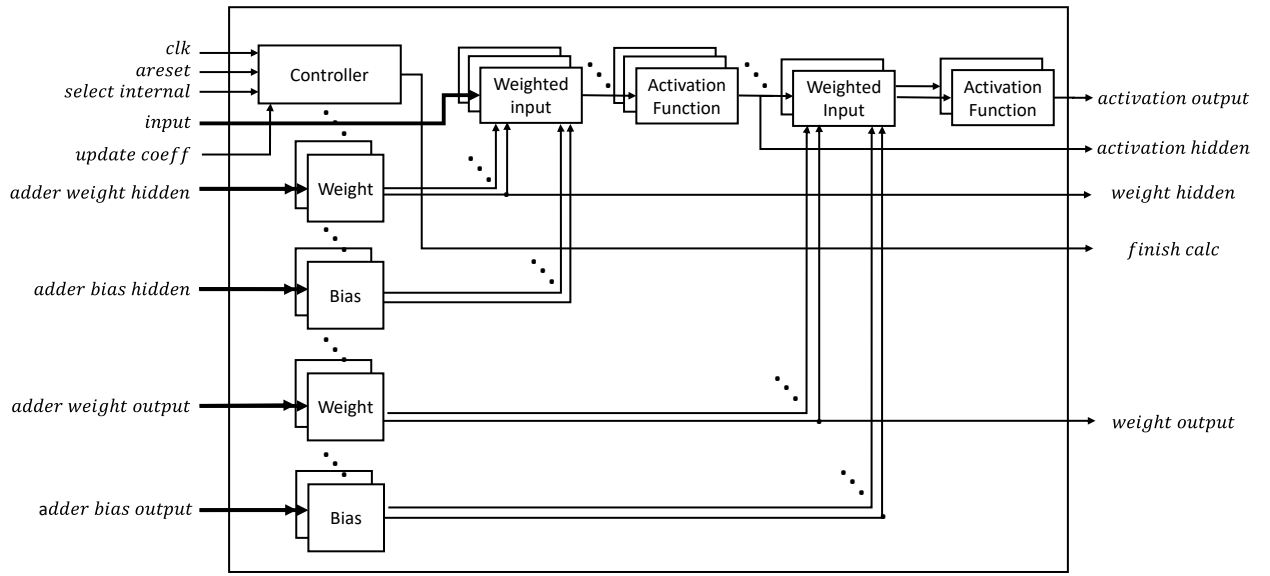 clk
areset
select internal
input
update coeff
adder weight hidden
adder bias hidden
adder weight output
adder bias output
Controller
Weight
Bias
Weight
Bias
Weighted
input
Activation
Function
Weighted
Input
Activation
Function
activation output
activation hidden
weight hidden
finish calc
weight output